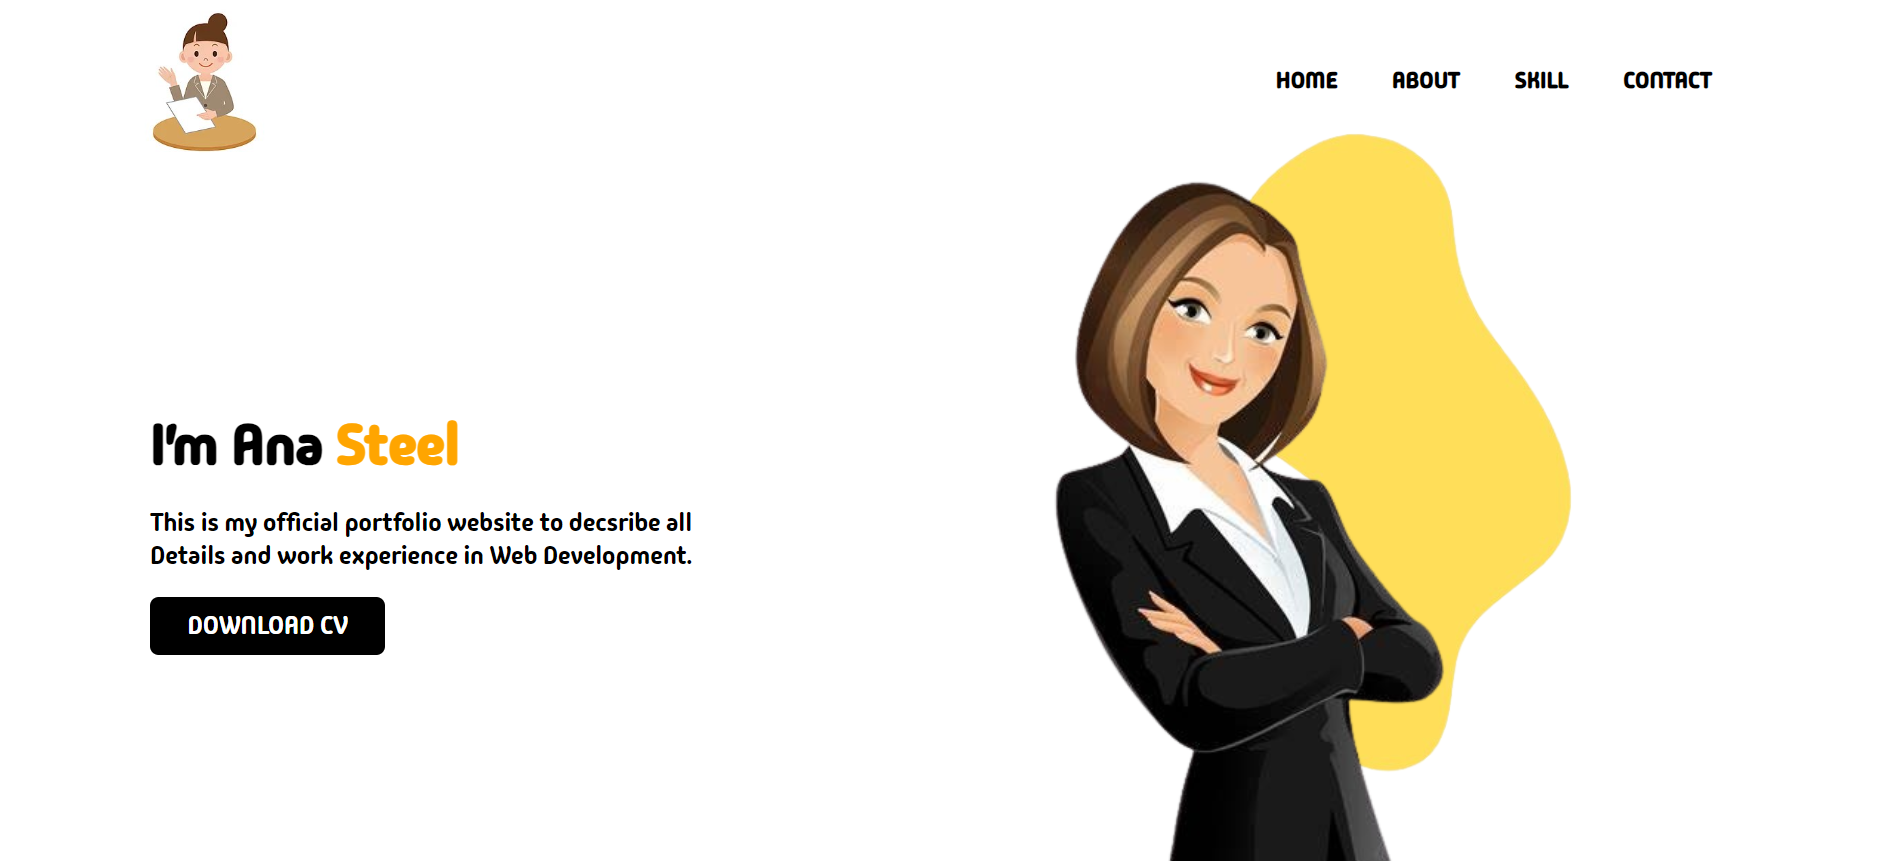 HOME ABOUT SKILL CONTACT
I'm Ana Steel
This is my official portfolio website to decsribe all
Details and work experience in Web Development.
DOWNLOAD CV